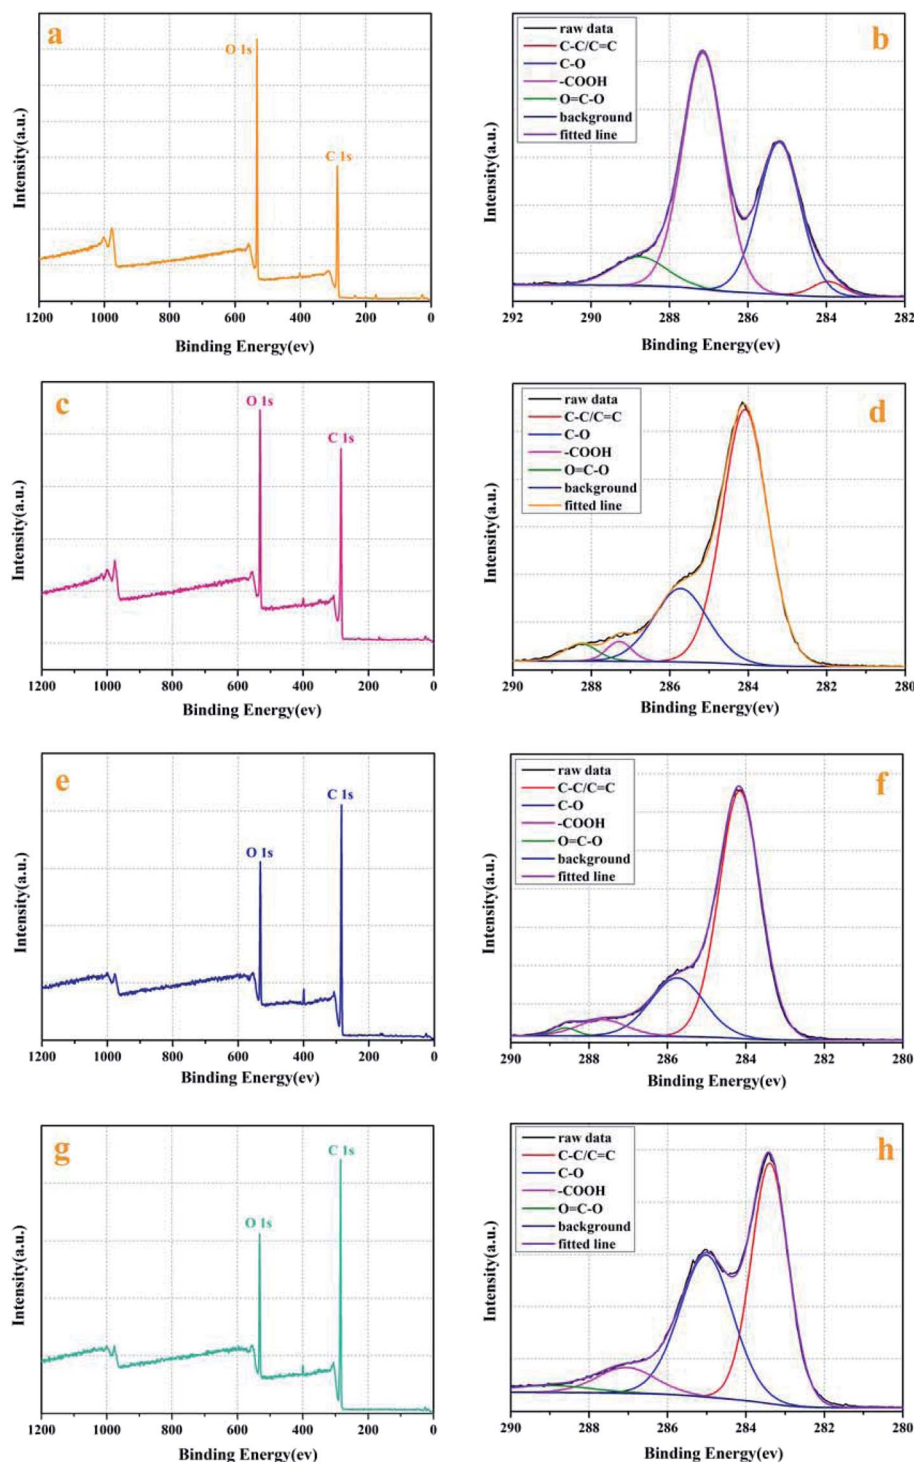 a
O 1s
C 1s
Intensity(a.u.)
1200 1000 800 600 400 200 0
Binding Energy(ev)
b
raw data
C-C/C=C
C-O
-COOH
O=C-O
background
fitted line
Intensity(a.u.)
292 290 288 286 284 282
Binding Energy(ev)
c
O 1s
C 1s
Intensity(a.u.)
1200 1000 800 600 400 200 0
Binding Energy(ev)
d
raw data
C-C/C=C
C-O
-COOH
O=C-O
background
fitted line
Intensity(a.u.)
290 288 286 284 282 280
Binding Energy(ev)
e
C 1s
O 1s
Intensity(a.u.)
1200 1000 800 600 400 200 0
Binding Energy(ev)
f
raw data
C-C/C=C
C-O
-COOH
O=C-O
background
fitted line
Intensity(a.u.)
290 288 286 284 282 280
Binding Energy(ev)
g
C 1s
O 1s
Intensity(a.u.)
1200 1000 800 600 400 200 0
Binding Energy(ev)
h
raw data
C-C/C=C
C-O
-COOH
O=C-O
background
fitted line
Intensity(a.u.)
290 288 286 284 282 280
Binding Energy(ev)